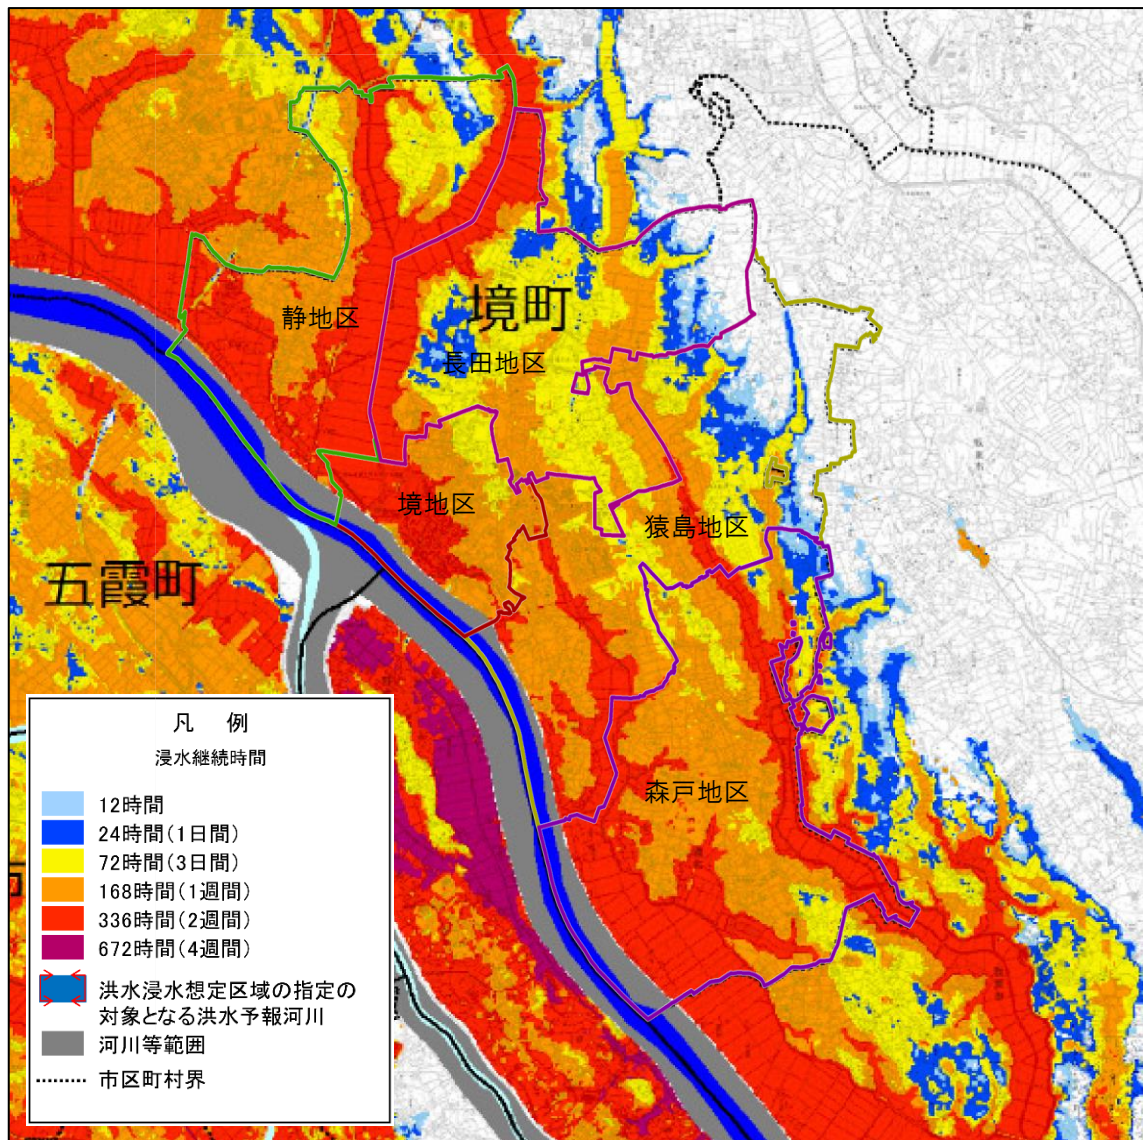 境町
静地区
長田地区
境地区
猿島地区
五霞町
森戸地区
凡 例
浸水継続時間
12時間
24時間(1日間)
72時間(3日間)
168時間(1週間)
336時間(2週間)
672時間(4週間)
洪水浸水想定区域の指定の
対象となる洪水予報河川
河川等範囲
市区町村界